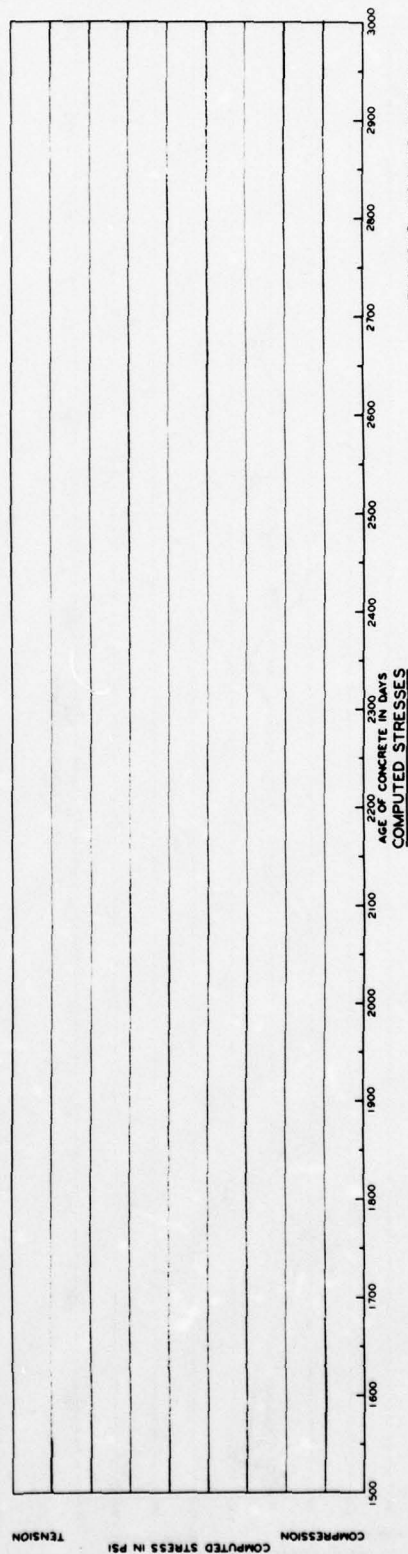 TENSION
COMPUTED STRESS IN PSI
COMPRESSION
1500 1600 1700 1800 1900 2000 2100 2200 2300 2400 2500 2600 2700 2800 2900 3000
AGE OF CONCRETE IN DAYS
COMPUTED STRESSES